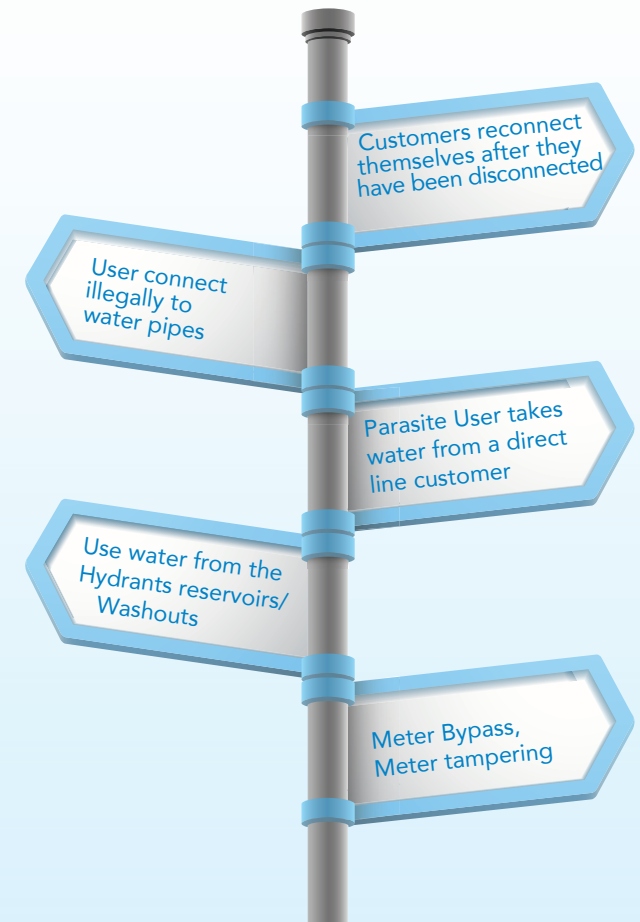 Customers reconnect
themselves after they
have been disconnected
User connect
illegally to
water pipes
Parasite User takes
water from a direct
line customer
Use water from the
Hydrants reservoirs/
Washouts
Meter Bypass,
Meter tampering